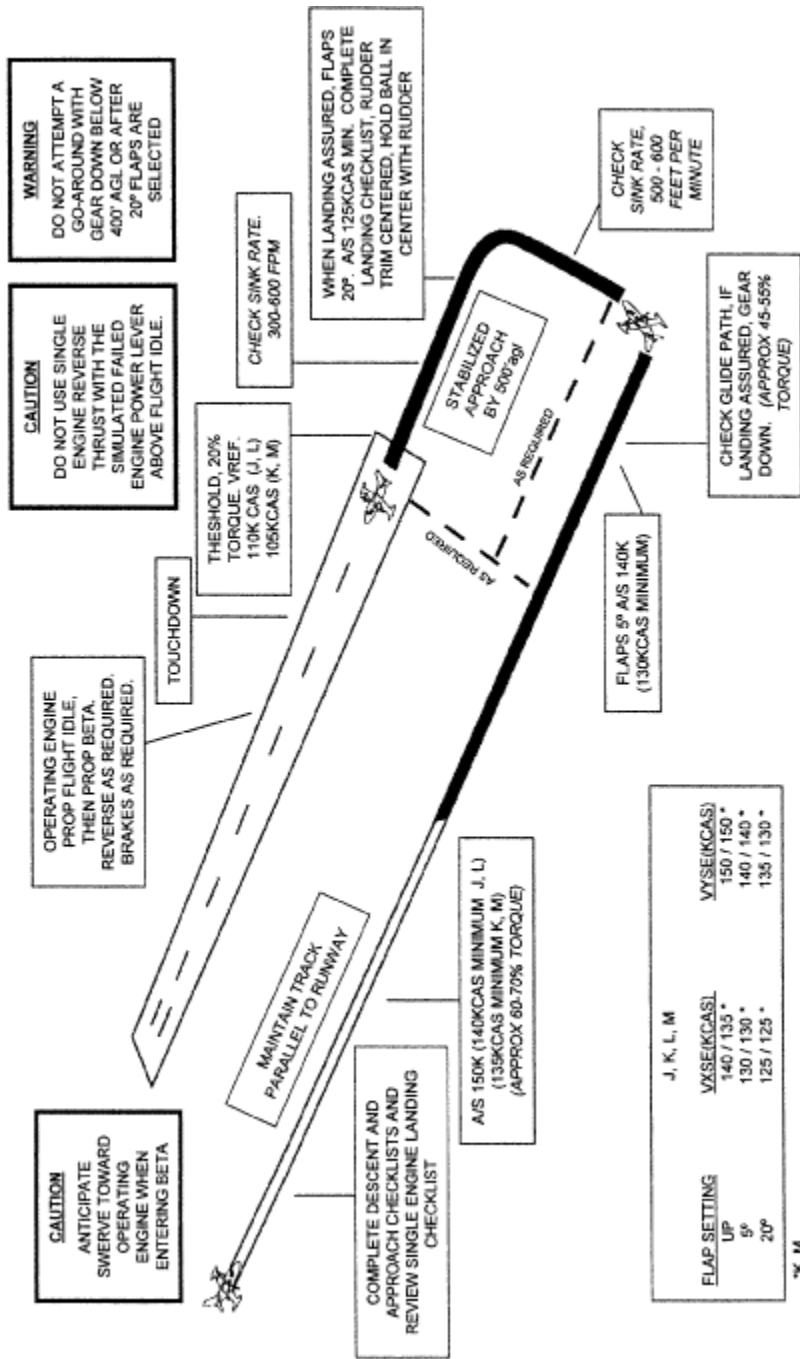 CAUTION
ANTICIPATE
SWERVE TOWARD
OPERATING
ENGINE WHEN
ENTERING BETA
OPERATING ENGINE
PROP FLIGHT IDLE,
THEN PROP BETA.
REVERSE AS REQUIRED.
BRAKES AS REQUIRED.
TOUCHDOWN
CAUTION
DO NOT USE SINGLE
ENGINE REVERSE
THRUST WITH THE
SIMULATED FAILED
ENGINE POWER LEVER
ABOVE FLIGHT IDLE.
WARNING
DO NOT ATTEMPT A
GO-AROUND WITH
GEAR DOWN BELOW
400' AGL OR AFTER
20º FLAPS ARE
SELECTED
THESHOLD, 20%
TORQUE. VREF.
110K CAS (J, L)
105KCAS (K, M)
CHECK SINK RATE.
300-600 FPM
WHEN LANDING ASSURED, FLAPS
20º. A/S 125KCAS MIN. COMPLETE
LANDING CHECKLIST, RUDDER
TRIM CENTERED, HOLD BALL IN
CENTER WITH RUDDER
MAINTAIN TRACK
PARALLEL TO RUNWAY
STABILIZED
APPROACH
BY 500'agl
AS REQUIRED
AS REQUIRED
CHECK
SINK RATE,
500 - 600
FEET PER
MINUTE
COMPLETE DESCENT AND
APPROACH CHECKLISTS AND
REVIEW SINGLE ENGINE LANDING
CHECKLIST
A/S 150K (140KCAS MINIMUM J, L)
(135KCAS MINIMUM K, M)
(APPROX 60-70% TORQUE)
FLAPS 5º A/S 140K
(130KCAS MINIMUM)
CHECK GLIDE PATH, IF
LANDING ASSURED, GEAR
DOWN. (APPROX 45-55%
TORQUE)
J, K, L, M
FLAP SETTING VXSE(KCAS) VYSE(KCAS)
UP 140 / 135 * 150 / 150 *
5º 130 / 130 * 140 / 140 *
20º 125 / 125 * 135 / 130 *
*K, M